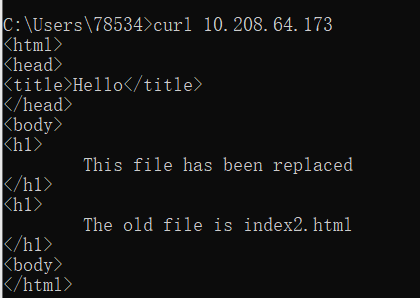 C:\Users\78534>curl 10.208.64.173
<html>
<head>
<title>Hello</title>
</head>
<body>
<h1>
        This file has been replaced
</h1>
<h1>
        The old file is index2.html
</h1>
<body>
</html>